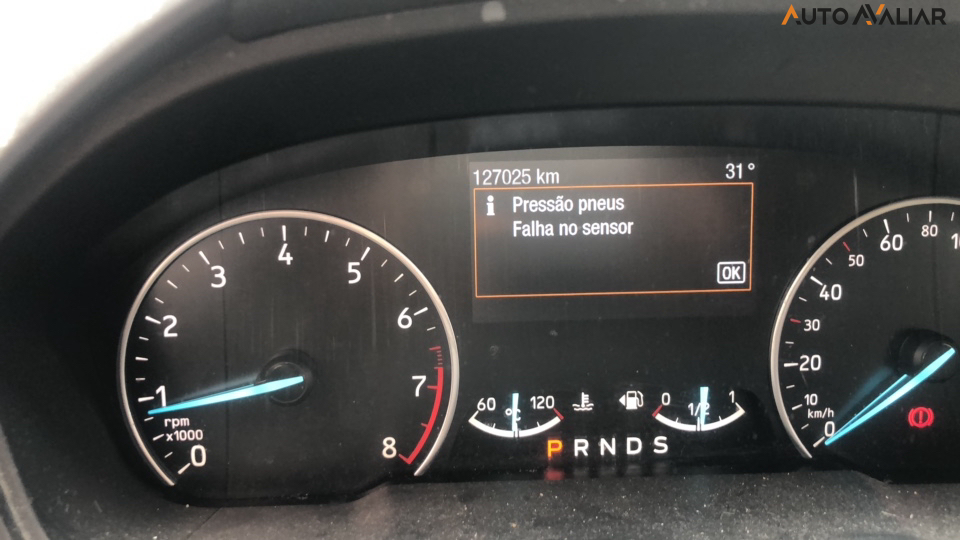 AUTO AVALIAR
127025 km 31°
i Pressão pneus
Falha no sensor
OK
0 1 2 3 4 5 6 7 8
rpm
x1000
60 °C 120
0 1/2 1
P R N D S
0 10 20 30 40 50 60 80
km/h